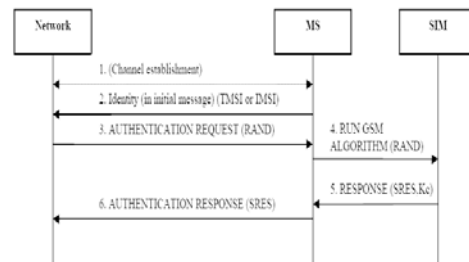 Network MS SIM
1. (Channel establishment)
2. Identity (in initial message) (TMSI or IMSI)
3. AUTHENTICATION REQUEST (RAND)
4. RUN GSM
ALGORITHM (RAND)
5. RESPONSE (SRES,Kc)
6. AUTHENTICATION RESPONSE (SRES)